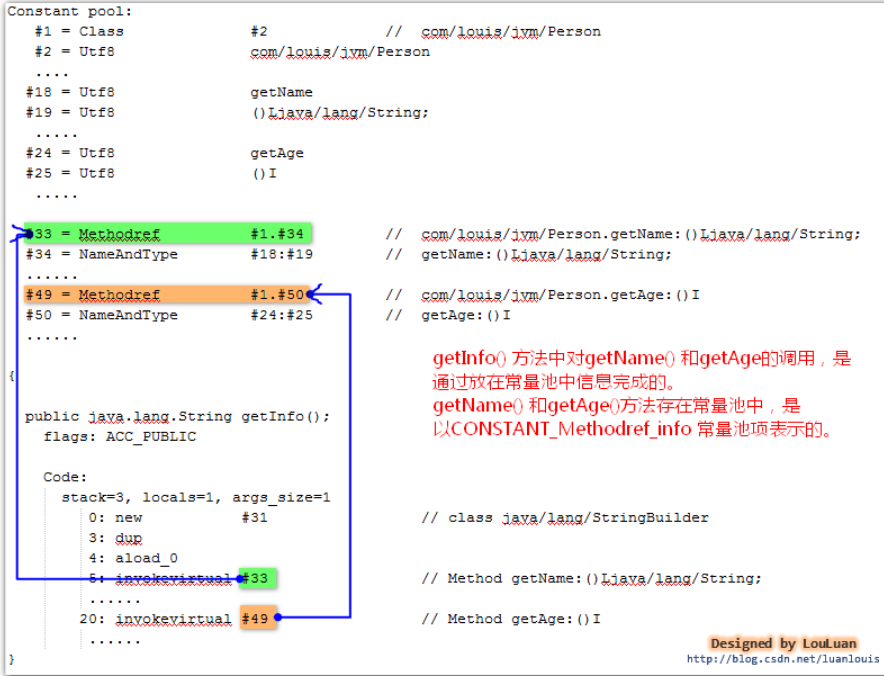 Constant pool:
#1 = Class #2 // com/louis/jvm/Person
#2 = Utf8 com/louis/jvm/Person
....
#18 = Utf8 getName
#19 = Utf8 ()Ljava/lang/String;
.....
#24 = Utf8 getAge
#25 = Utf8 ()I
.....
#33 = Methodref #1.#34 // com/louis/jvm/Person.getName:()Ljava/lang/String;
#34 = NameAndType #18:#19 // getName:()Ljava/lang/String;
......
#49 = Methodref #1.#50 // com/louis/jvm/Person.getAge:()I
#50 = NameAndType #24:#25 // getAge:()I
......
getInfo() 方法中对getName() 和getAge的调用，是
通过放在常量池中信息完成的。
getName() 和getAge()方法存在常量池中，是
以CONSTANT_Methodref_info 常量池项表示的。
{
public java.lang.String getInfo();
flags: ACC_PUBLIC
Code:
stack=3, locals=1, args_size=1
0: new #31 // class java/lang/StringBuilder
3: dup
4: aload_0
5: invokevirtual #33 // Method getName:()Ljava/lang/String;
......
20: invokevirtual #49 // Method getAge:()I
......
}
Designed by LouLuan
http://blog.csdn.net/luanlouis